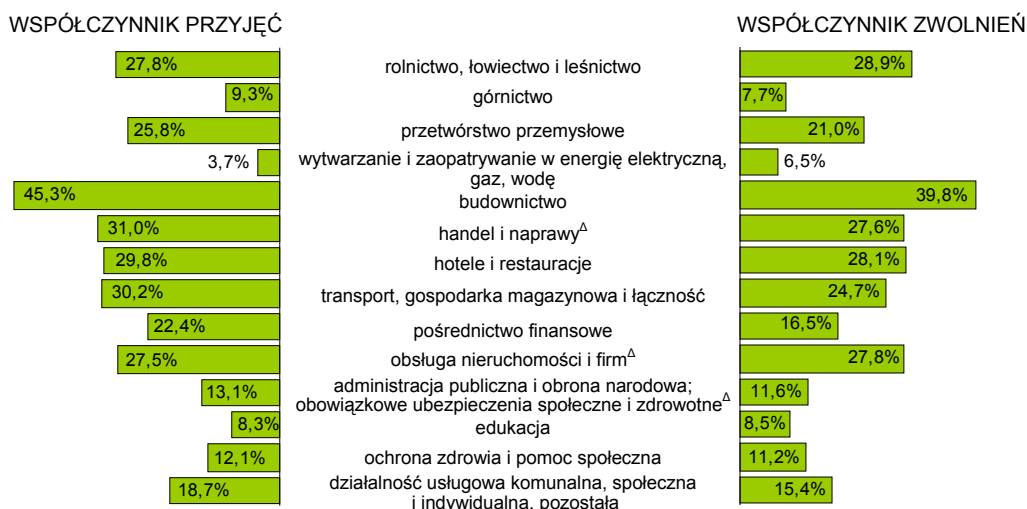 WSPÓŁCZYNNIK PRZYJĘĆ WSPÓŁCZYNNIK ZWOLNIEŃ
27,8% rolnictwo, łowiectwo i leśnictwo 28,9%
9,3% górnictwo 7,7%
25,8% przetwórstwo przemysłowe 21,0%
3,7% wytwarzanie i zaopatrywanie w energię elektryczną, 6,5%
gaz, wodę
45,3% budownictwo 39,8%
31,0% handel i naprawy^Δ 27,6%
29,8% hotele i restauracje 28,1%
30,2% transport, gospodarka magazynowa i łączność 24,7%
22,4% pośrednictwo finansowe 16,5%
27,5% obsługa nieruchomości i firm^Δ 27,8%
13,1% administracja publiczna i obrona narodowa; 11,6%
obowiązkowe ubezpieczenia społeczne i zdrowotne^Δ
8,3% edukacja 8,5%
12,1% ochrona zdrowia i pomoc społeczna 11,2%
18,7% działalność usługowa komunalna, społeczna 15,4%
i indywidualna, pozostała